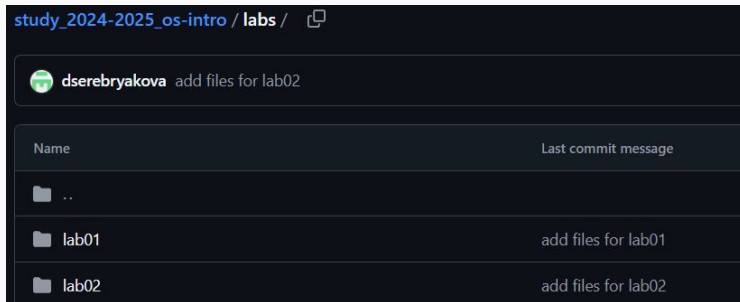 study_2024-2025_os-intro / labs /
dserebryakova add files for lab02
Name Last commit message
..
lab01 add files for lab01
lab02 add files for lab02